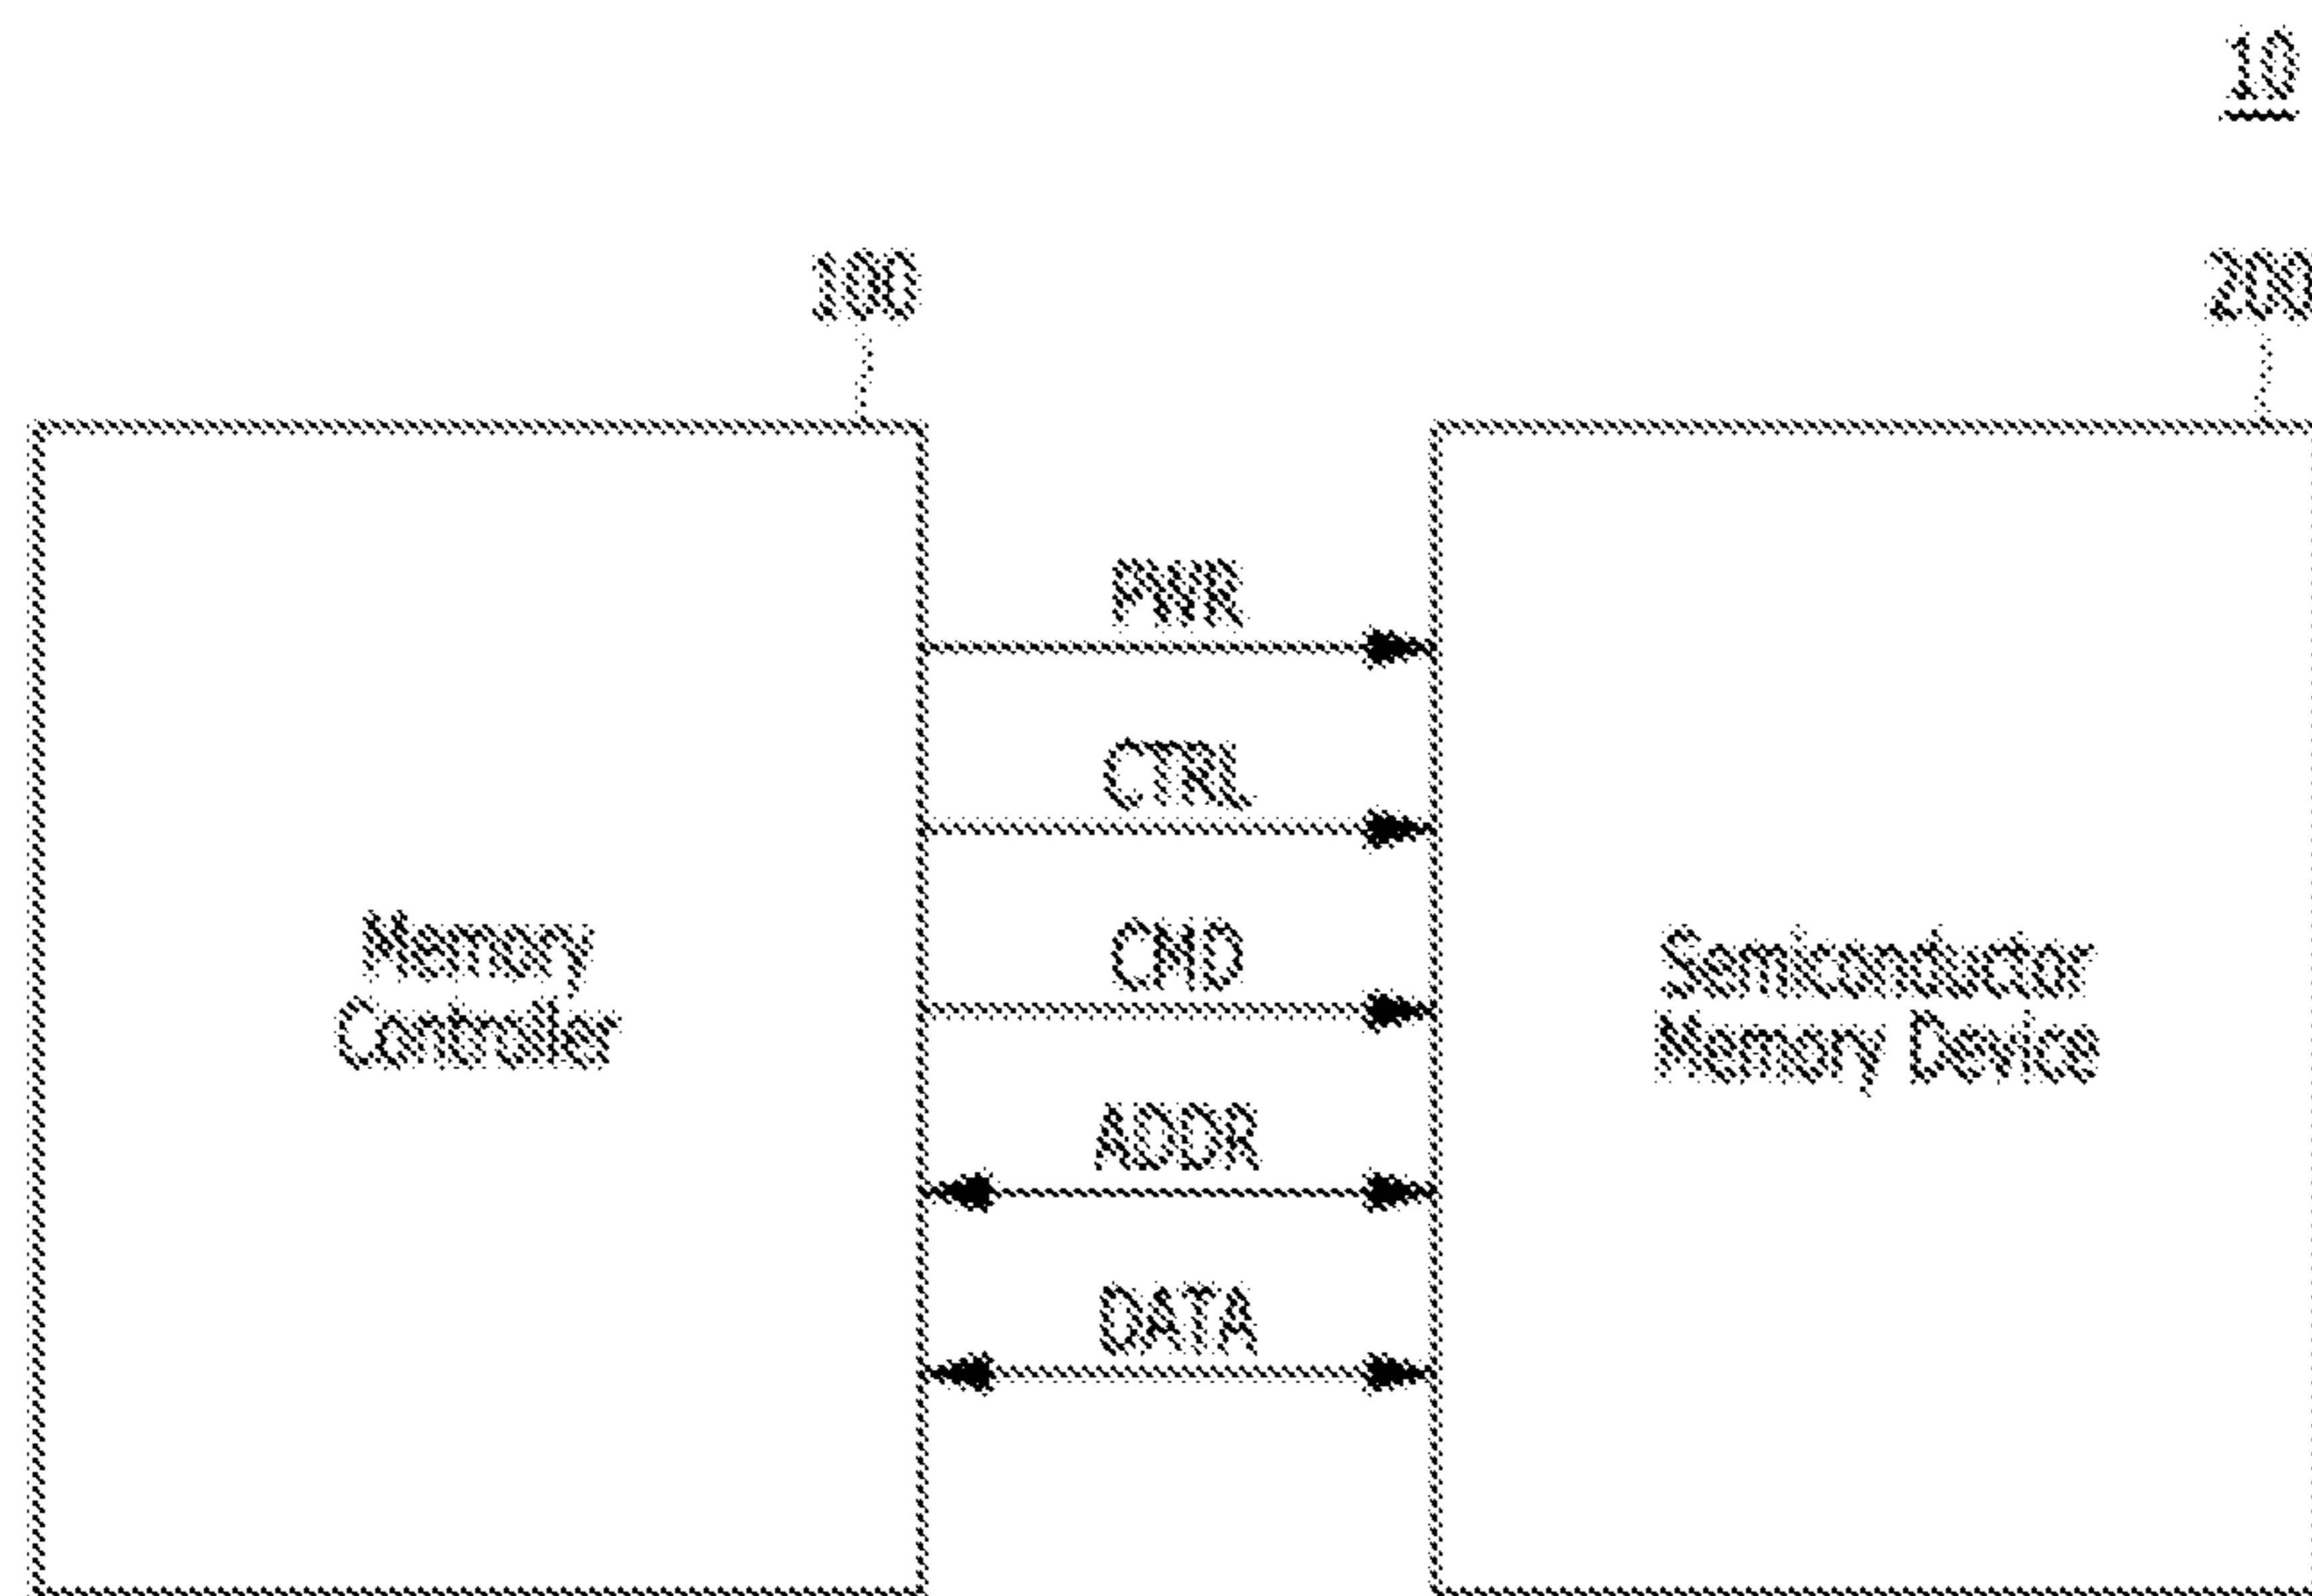 10
100
200
PWR
CTRL
CMD
Memory
Controller
Semiconductor
Memory Device
ADDR
DATA